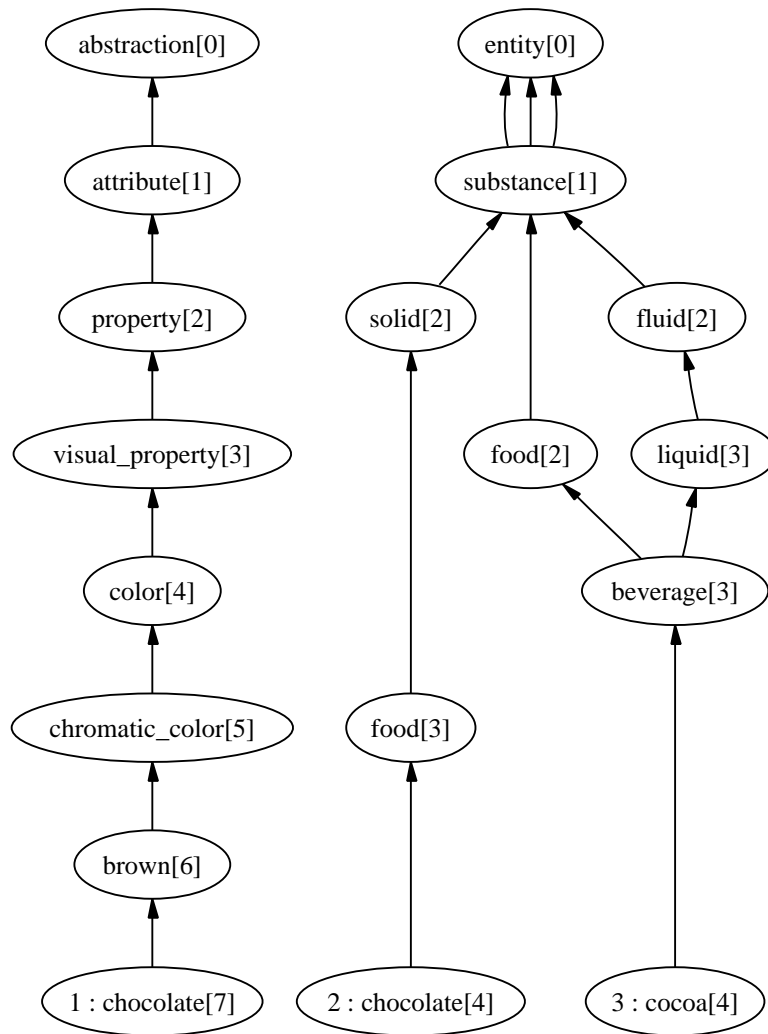 abstraction[0]
entity[0]
attribute[1]
substance[1]
property[2]
solid[2]
fluid[2]
visual_property[3]
food[2]
liquid[3]
color[4]
beverage[3]
chromatic_color[5]
food[3]
brown[6]
1 : chocolate[7]
2 : chocolate[4]
3 : cocoa[4]